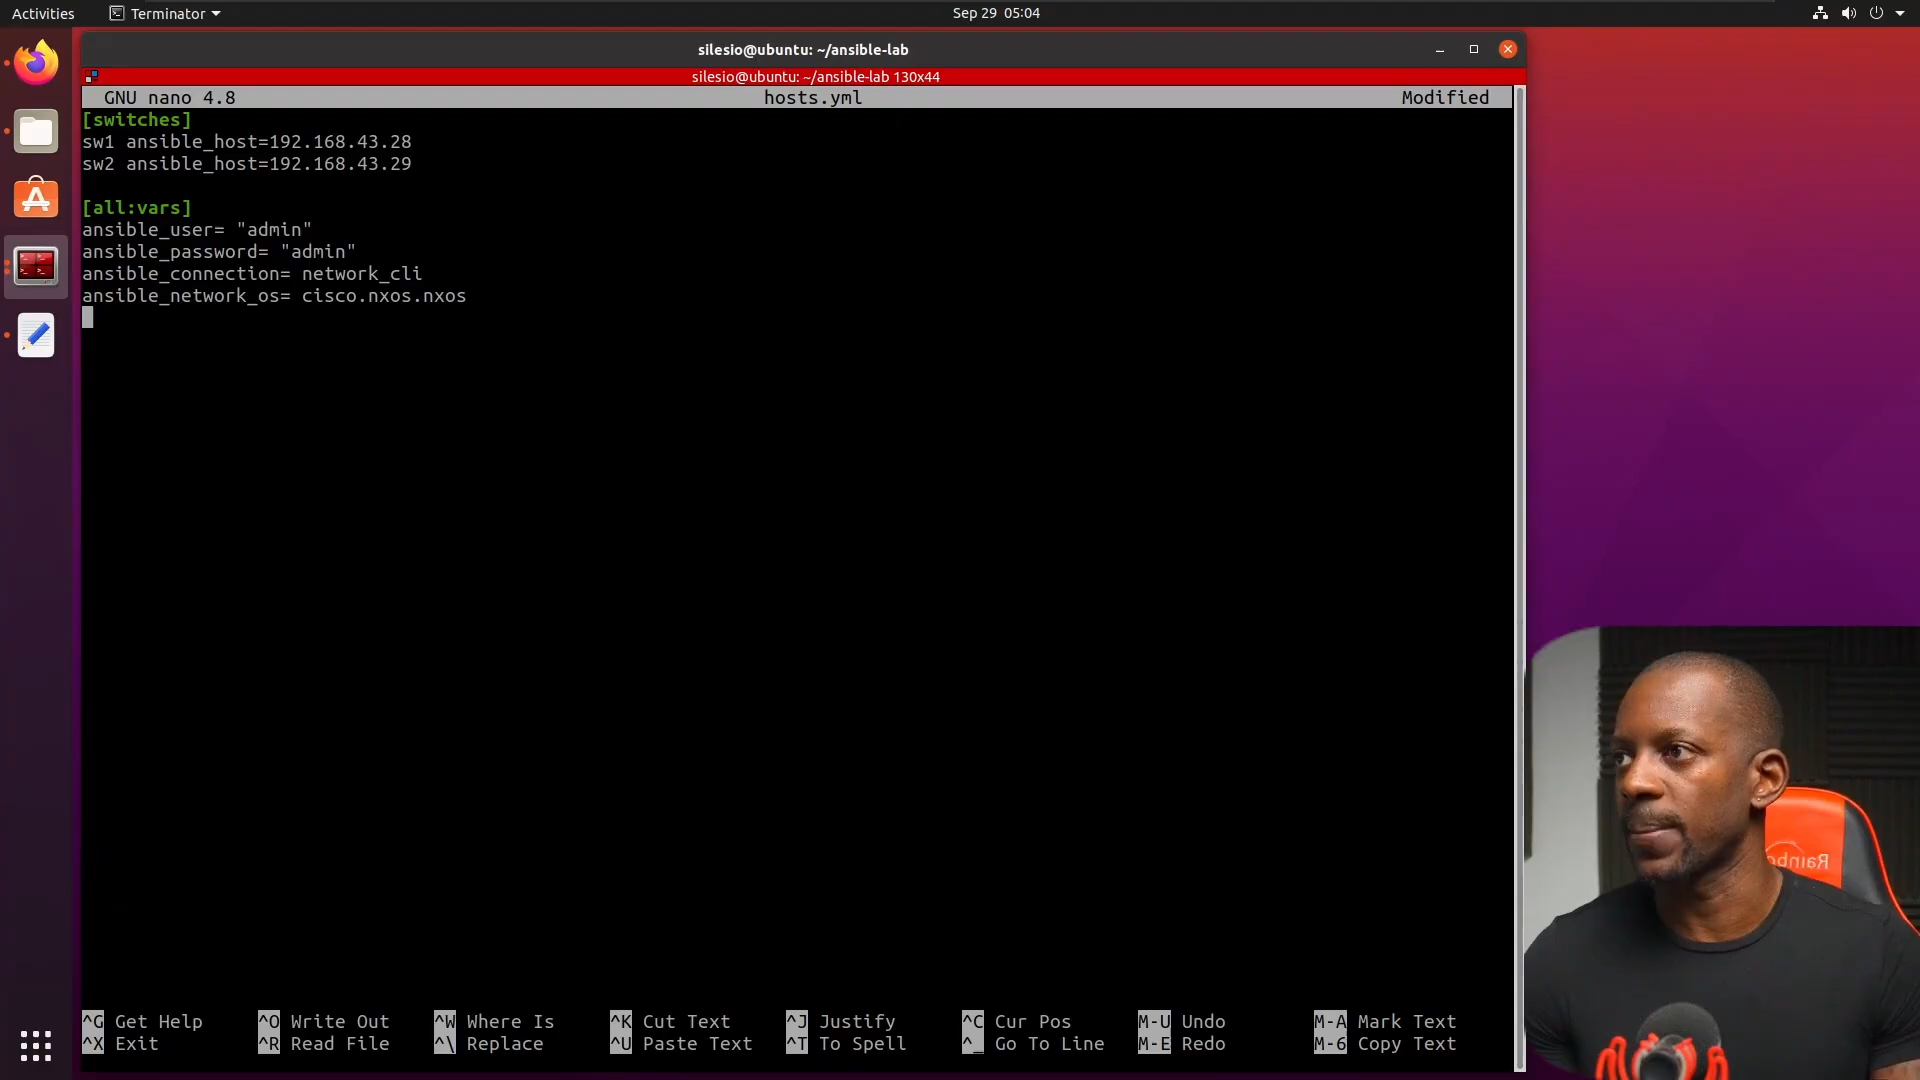 Activities
Terminator
Sep 29 05:04
silesio@ubuntu: ~/ansible-lab
silesio@ubuntu: ~/ansible-lab 130x44
GNU nano 4.8 hosts.yml Modified
[switches]
sw1 ansible_host=192.168.43.28
sw2 ansible_host=192.168.43.29
[all:vars]
ansible_user= "admin"
ansible_password= "admin"
ansible_connection= network_cli
ansible_network_os= cisco.nxos.nxos
^G Get Help ^O Write Out ^W Where Is ^K Cut Text ^J Justify ^C Cur Pos M-U Undo M-A Mark Text
^X Exit ^R Read File ^\ Replace ^U Paste Text ^T To Spell ^_ Go To Line M-E Redo M-6 Copy Text